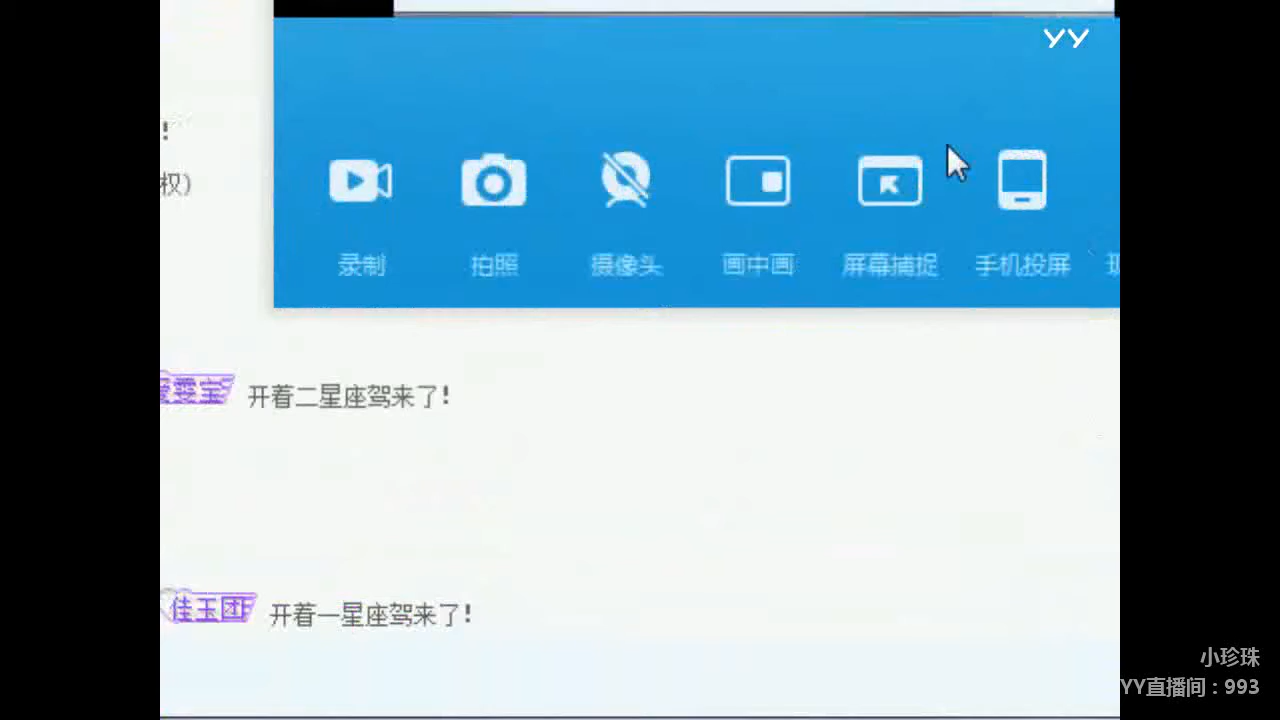 YY
!
权)
录制 拍照 摄像头 画中画 屏幕捕捉 手机投屏
开着二星座驾来了!
佳玉团 开着一星座驾来了!
小珍珠
YY直播间:993